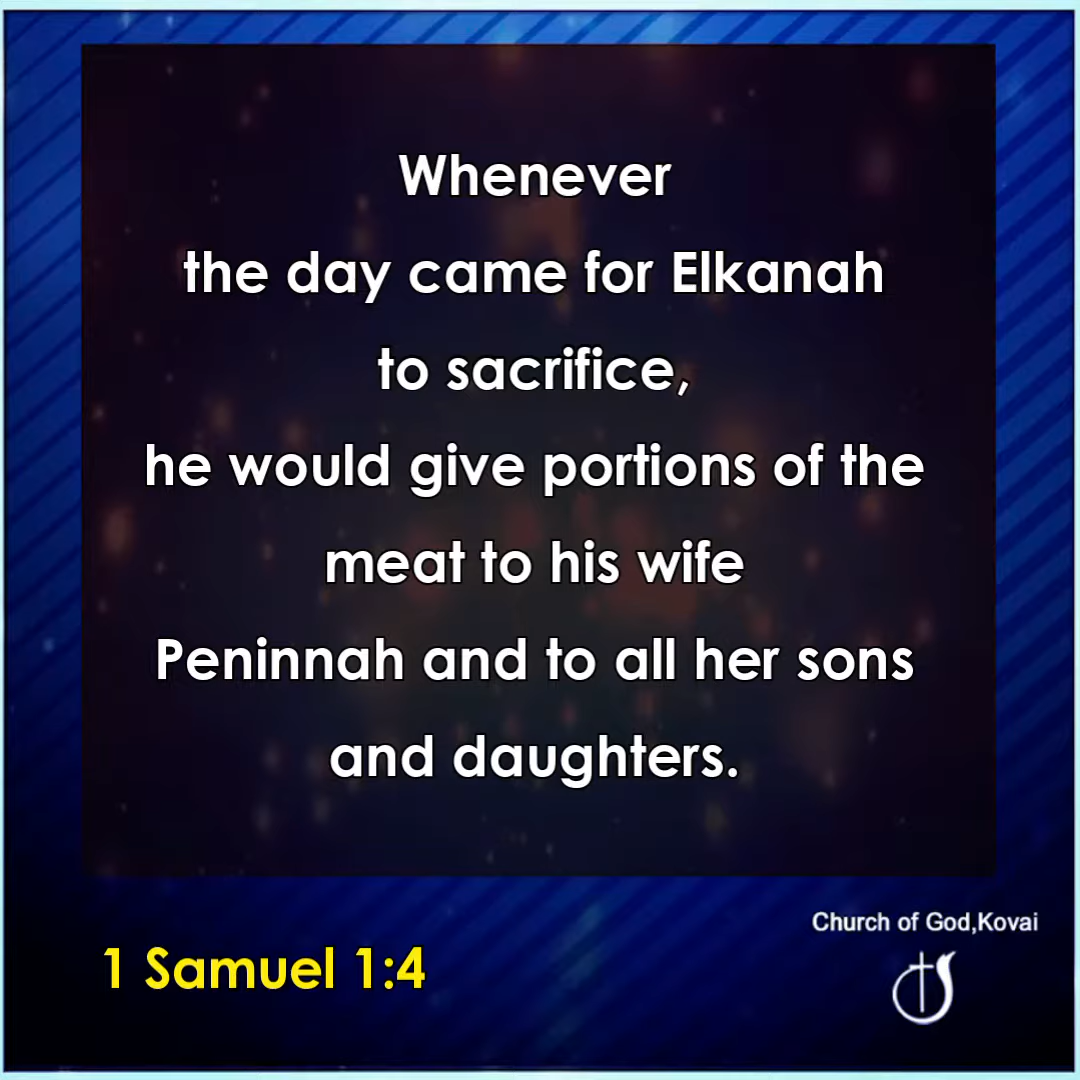 Whenever
the day came for Elkanah
to sacrifice,
he would give portions of the
meat to his wife
Peninnah and to all her sons
and daughters.
Church of God,Kovai
1 Samuel 1:4